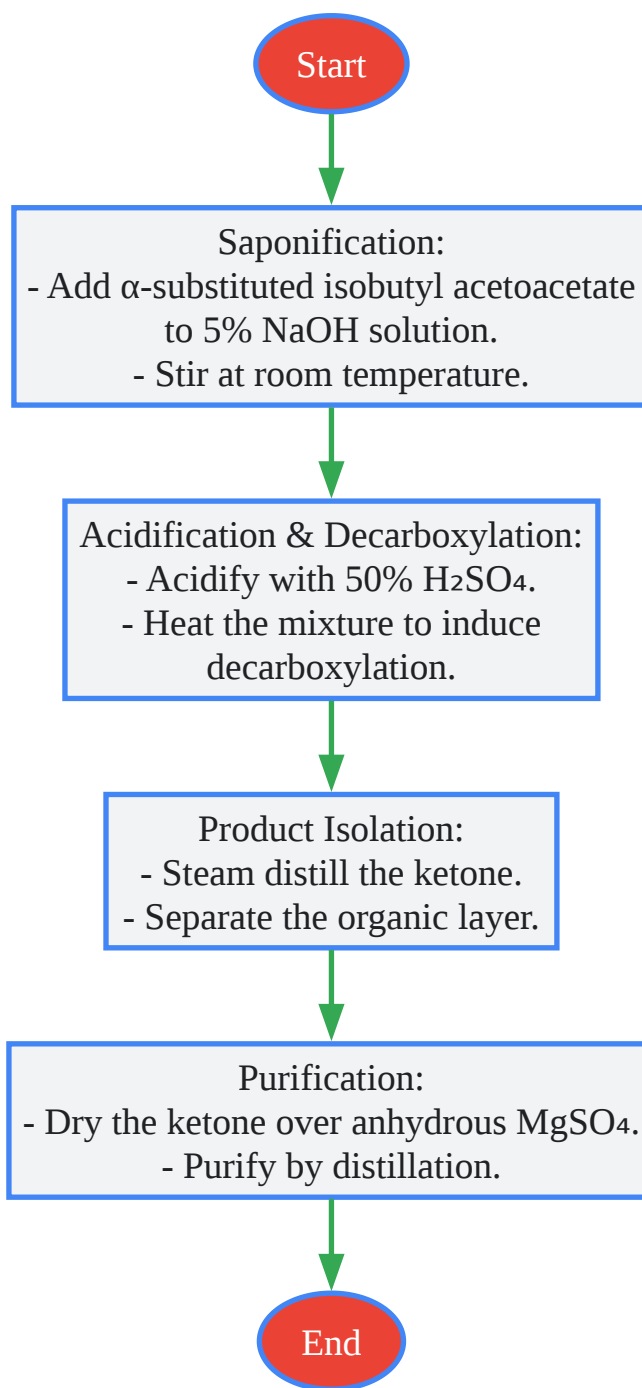 Start
Saponification:
- Add α-substituted isobutyl acetoacetate
to 5% NaOH solution.
- Stir at room temperature.
Acidification & Decarboxylation:
- Acidify with 50% H₂SO₄.
- Heat the mixture to induce
decarboxylation.
Product Isolation:
- Steam distill the ketone.
- Separate the organic layer.
Purification:
- Dry the ketone over anhydrous MgSO₄.
- Purify by distillation.
End